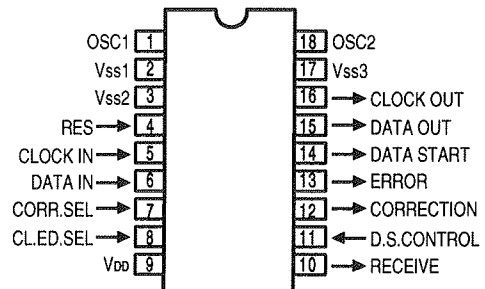 OSC1 1 18 OSC2
Vss1 2 17 Vss3
Vss2 3 16 CLOCK OUT
RES 4 15 DATA OUT
CLOCK IN 5 14 DATA START
DATA IN 6 13 ERROR
CORR.SEL 7 12 CORRECTION
CL.ED.SEL 8 11 D.S.CONTROL
VDD 9 10 RECEIVE